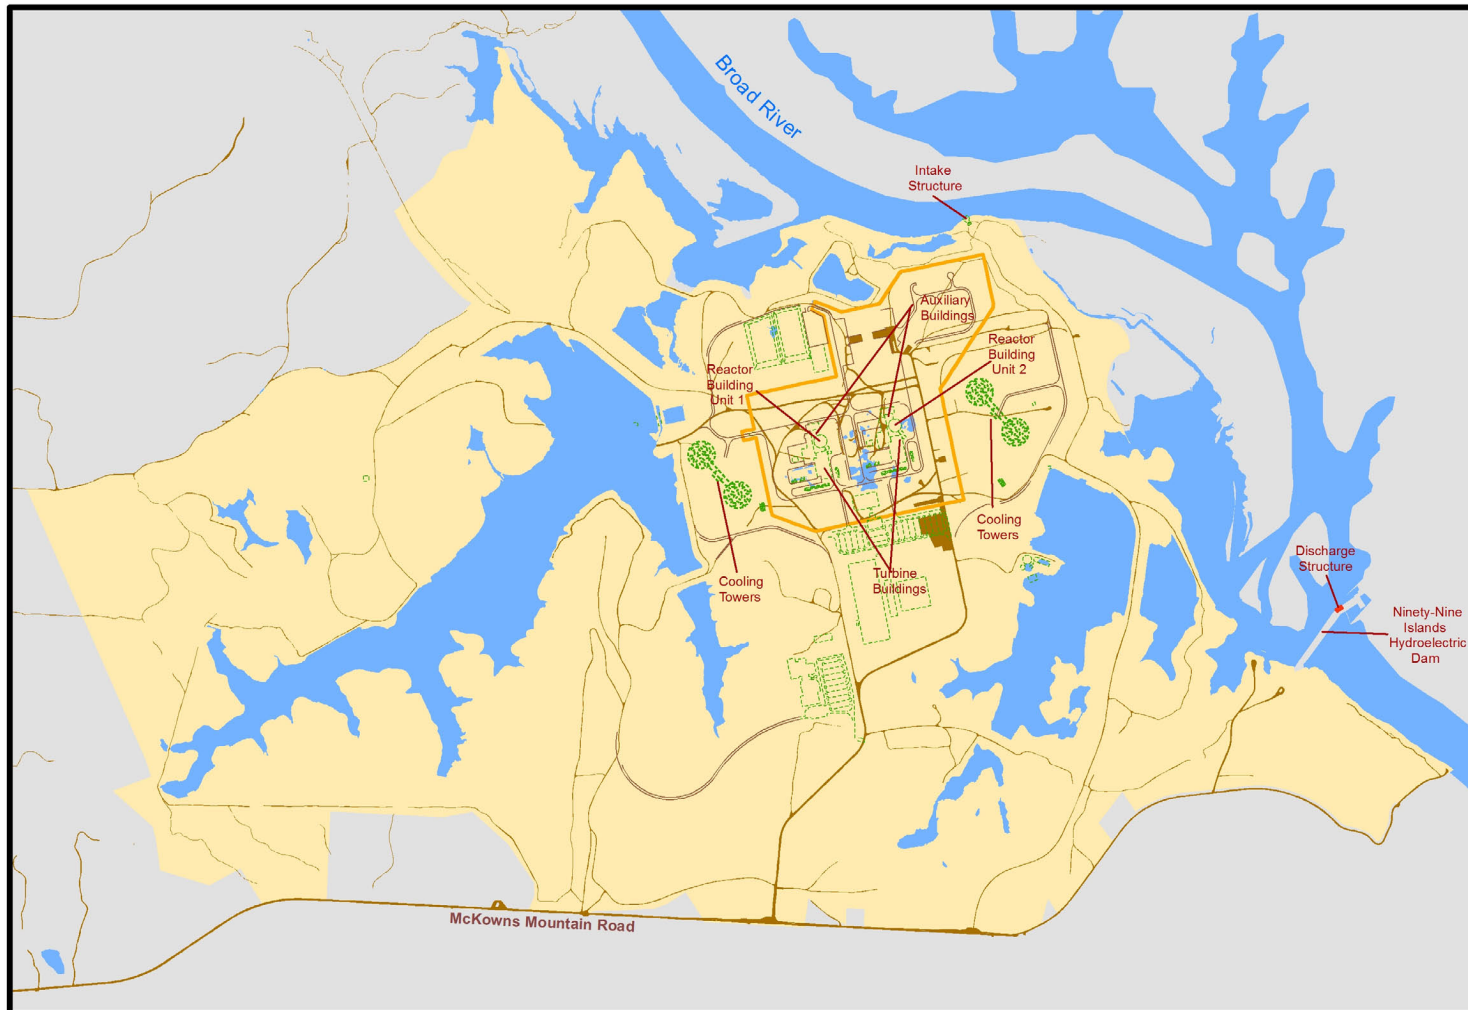 Broad River
Intake
Structure
Auxiliary
Buildings
Reactor
Building
Unit 2
Reactor
Building
Unit 1
Cooling
Towers
Discharge
Structure
Cooling
Towers
Turbine
Buildings
Ninety-Nine
Islands
Hydroelectric
Dam
McKowns Mountain Road